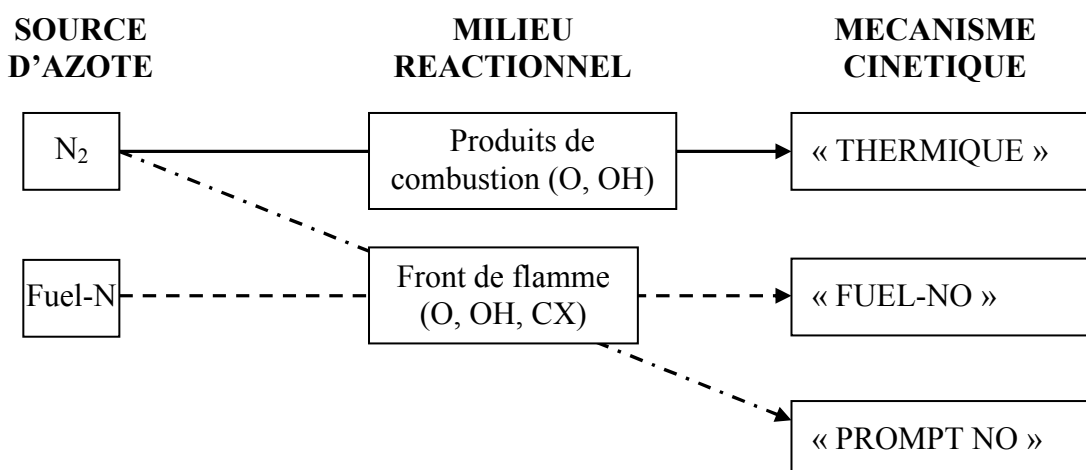 SOURCE
D'AZOTE
MILIEU
REACTIONNEL
MECANISME
CINETIQUE
N₂
Produits de
combustion (O, OH)
« THERMIQUE »
Fuel-N
Front de flamme
(O, OH, CX)
« FUEL-NO »
« PROMPT NO »